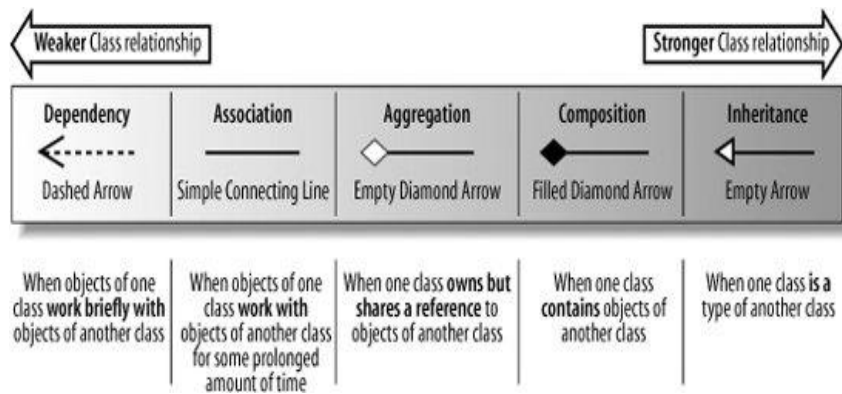 Weaker Class relationship
Stronger Class relationship
Dependency
Dashed Arrow
Association
Simple Connecting Line
Aggregation
Empty Diamond Arrow
Composition
Filled Diamond Arrow
Inheritance
Empty Arrow
When objects of one
class work briefly with
objects of another class
When objects of one
class work with
objects of another class
for some prolonged
amount of time
When one class owns but
shares a reference to
objects of another class
When one class
contains objects of
another class
When one class is a
type of another class